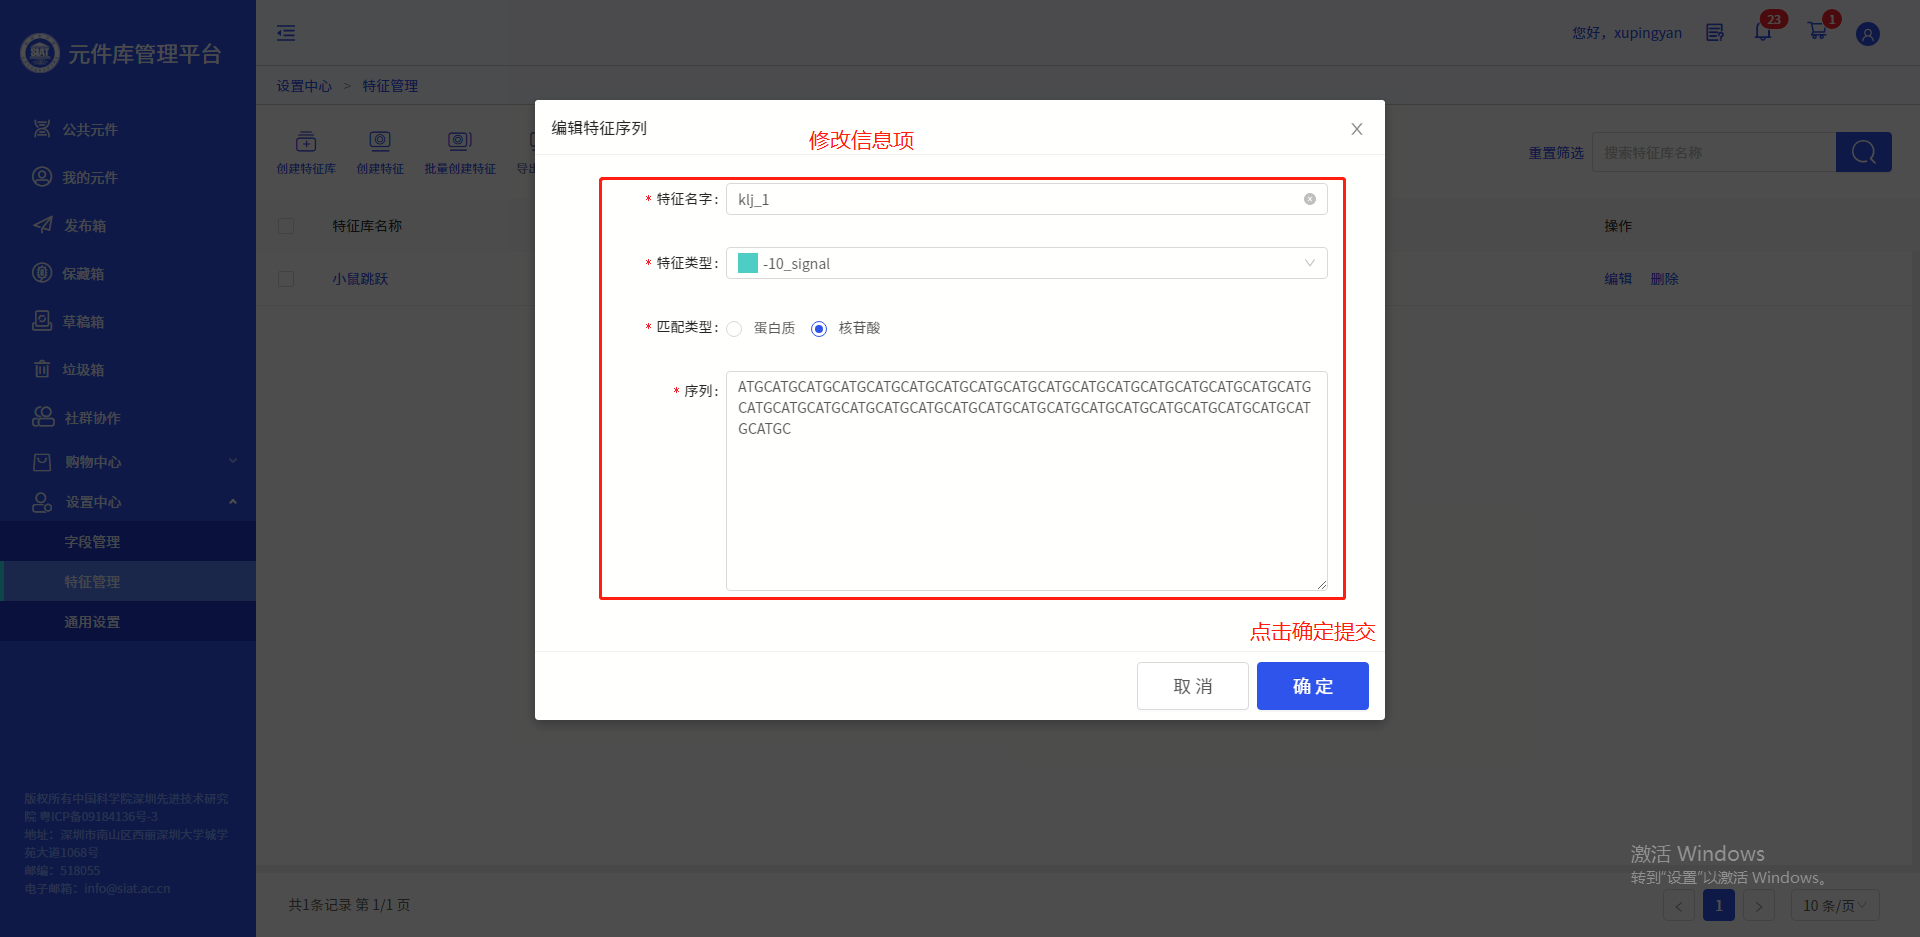 SIAT
元件库管理平台
公共元件
我的元件
发布箱
保藏箱
草稿箱
垃圾箱
社群协作
购物中心
设置中心
字段管理
特征管理
通用设置
版权所有中国科学院深圳先进技术研究
院 粤ICP备09184136号-3
地址：深圳市南山区西丽深圳大学城学
苑大道1068号
邮编：518055
电子邮箱：info@siat.ac.cn
您好，xupingyan
23
1
设置中心 > 特征管理
创建特征库
创建特征
批量创建特征
导出
重置筛选
搜索特征库名称
特征库名称
操作
小鼠跳跃
编辑
删除
编辑特征序列
修改信息项
* 特征名字：
klj_1
* 特征类型：
-10_signal
* 匹配类型：
蛋白质
核苷酸
* 序列：
ATGCATGCATGCATGCATGCATGCATGCATGCATGCATGCATGCATGCATGCATGCATGCATGCATGCATG
CATGCATGCATGCATGCATGCATGCATGCATGCATGCATGCATGCATGCATGCATGCATGCATGCATGCAT
GCATGC
点击确定提交
取 消
确 定
激活 Windows
转到"设置"以激活 Windows。
共1条记录 第 1/1 页
<
1
>
10 条/页